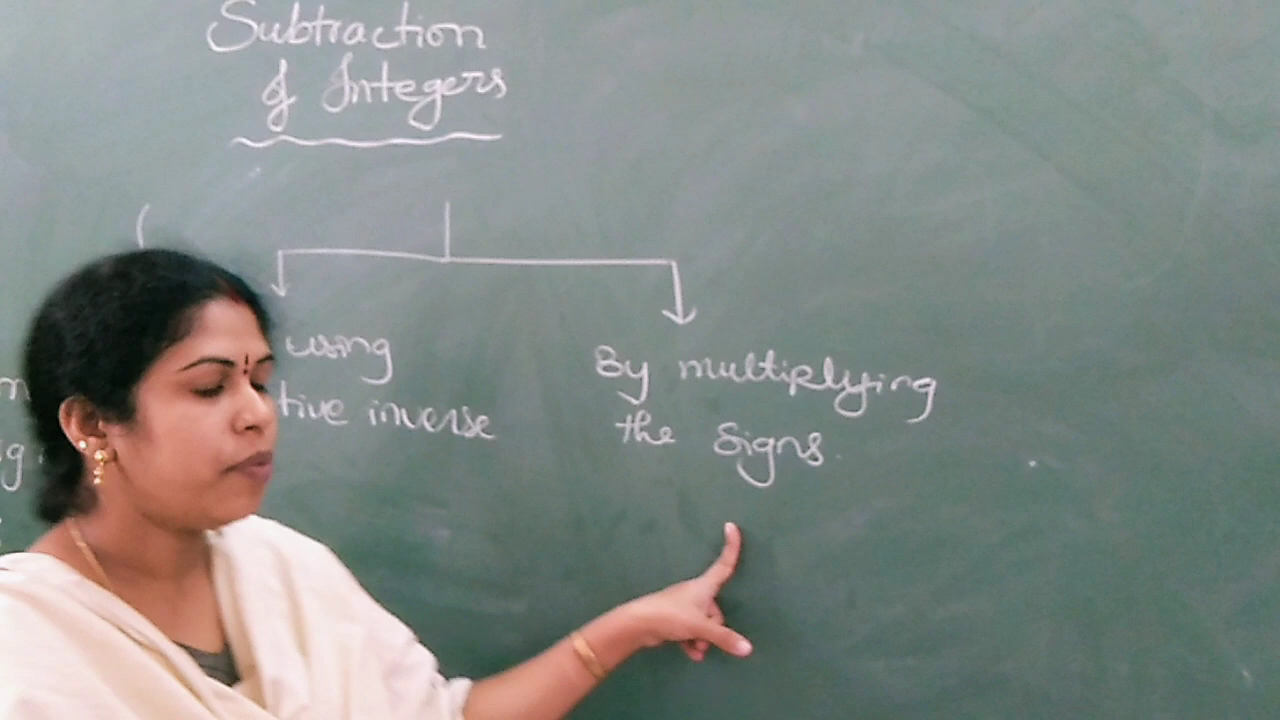 Subtraction
of Integers
using
tive inverse
By multiplying
the signs.